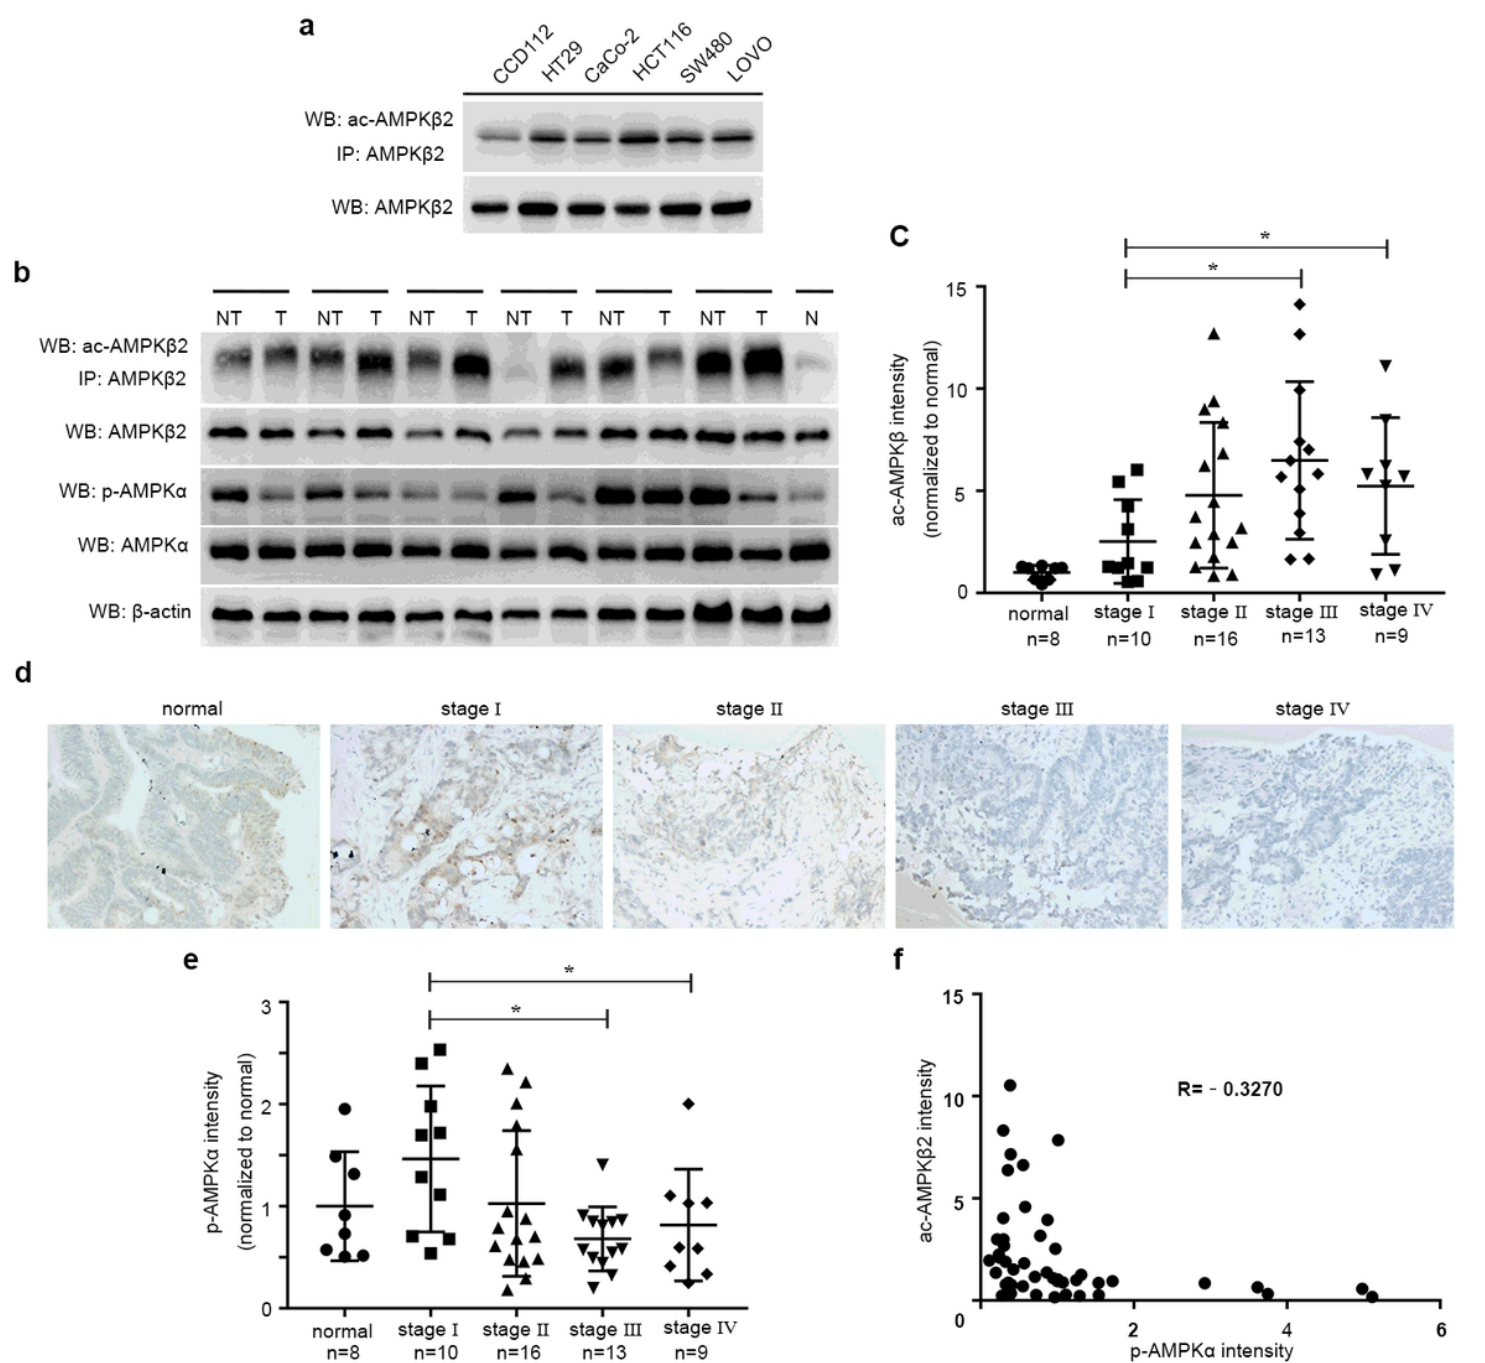 a
CCD112 HT29 CaCo-2 HCT116 SW480 LOVO
WB: ac-AMPKβ2
IP: AMPKβ2
WB: AMPKβ2
b
NT T NT T NT T NT T NT T NT T N
WB: ac-AMPKβ2
IP: AMPKβ2
WB: AMPKβ2
WB: p-AMPKα
WB: AMPKα
WB: β-actin
c
*
*
ac-AMPKβ intensity
(normalized to normal)
15
10
5
0
normal stage I stage II stage III stage IV
n=8 n=10 n=16 n=13 n=9
d
normal stage I stage II stage III stage IV
e
*
*
p-AMPKα intensity
(normalized to normal)
3
2
1
0
normal stage I stage II stage III stage IV
n=8 n=10 n=16 n=13 n=9
f
ac-AMPKβ2 intensity
15
10
5
0
R= - 0.3270
2 4 6
p-AMPKα intensity